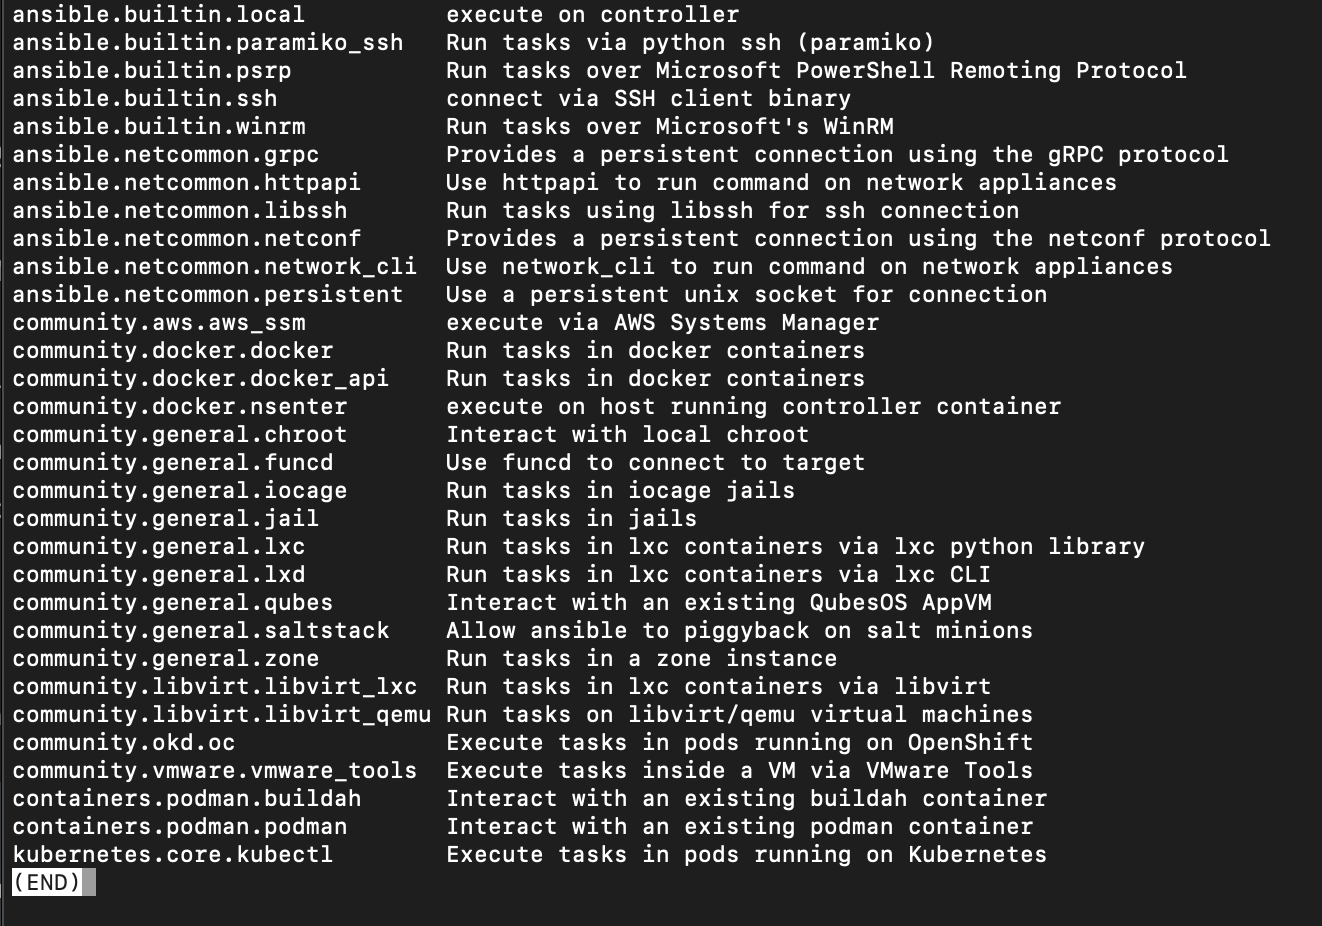 ansible.builtin.local          execute on controller
ansible.builtin.paramiko_ssh   Run tasks via python ssh (paramiko)
ansible.builtin.psrp           Run tasks over Microsoft PowerShell Remoting Protocol
ansible.builtin.ssh            connect via SSH client binary
ansible.builtin.winrm          Run tasks over Microsoft's WinRM
ansible.netcommon.grpc         Provides a persistent connection using the gRPC protocol
ansible.netcommon.httpapi      Use httpapi to run command on network appliances
ansible.netcommon.libssh       Run tasks using libssh for ssh connection
ansible.netcommon.netconf      Provides a persistent connection using the netconf protocol
ansible.netcommon.network_cli  Use network_cli to run command on network appliances
ansible.netcommon.persistent   Use a persistent unix socket for connection
community.aws.aws_ssm          execute via AWS Systems Manager
community.docker.docker        Run tasks in docker containers
community.docker.docker_api    Run tasks in docker containers
community.docker.nsenter       execute on host running controller container
community.general.chroot       Interact with local chroot
community.general.funcd        Use funcd to connect to target
community.general.iocage       Run tasks in iocage jails
community.general.jail         Run tasks in jails
community.general.lxc          Run tasks in lxc containers via lxc python library
community.general.lxd          Run tasks in lxc containers via lxc CLI
community.general.qubes        Interact with an existing QubesOS AppVM
community.general.saltstack    Allow ansible to piggyback on salt minions
community.general.zone         Run tasks in a zone instance
community.libvirt.libvirt_lxc  Run tasks in lxc containers via libvirt
community.libvirt.libvirt_qemu Run tasks on libvirt/qemu virtual machines
community.okd.oc               Execute tasks in pods running on OpenShift
community.vmware.vmware_tools  Execute tasks inside a VM via VMware Tools
containers.podman.buildah      Interact with an existing buildah container
containers.podman.podman       Interact with an existing podman container
kubernetes.core.kubectl        Execute tasks in pods running on Kubernetes
(END)